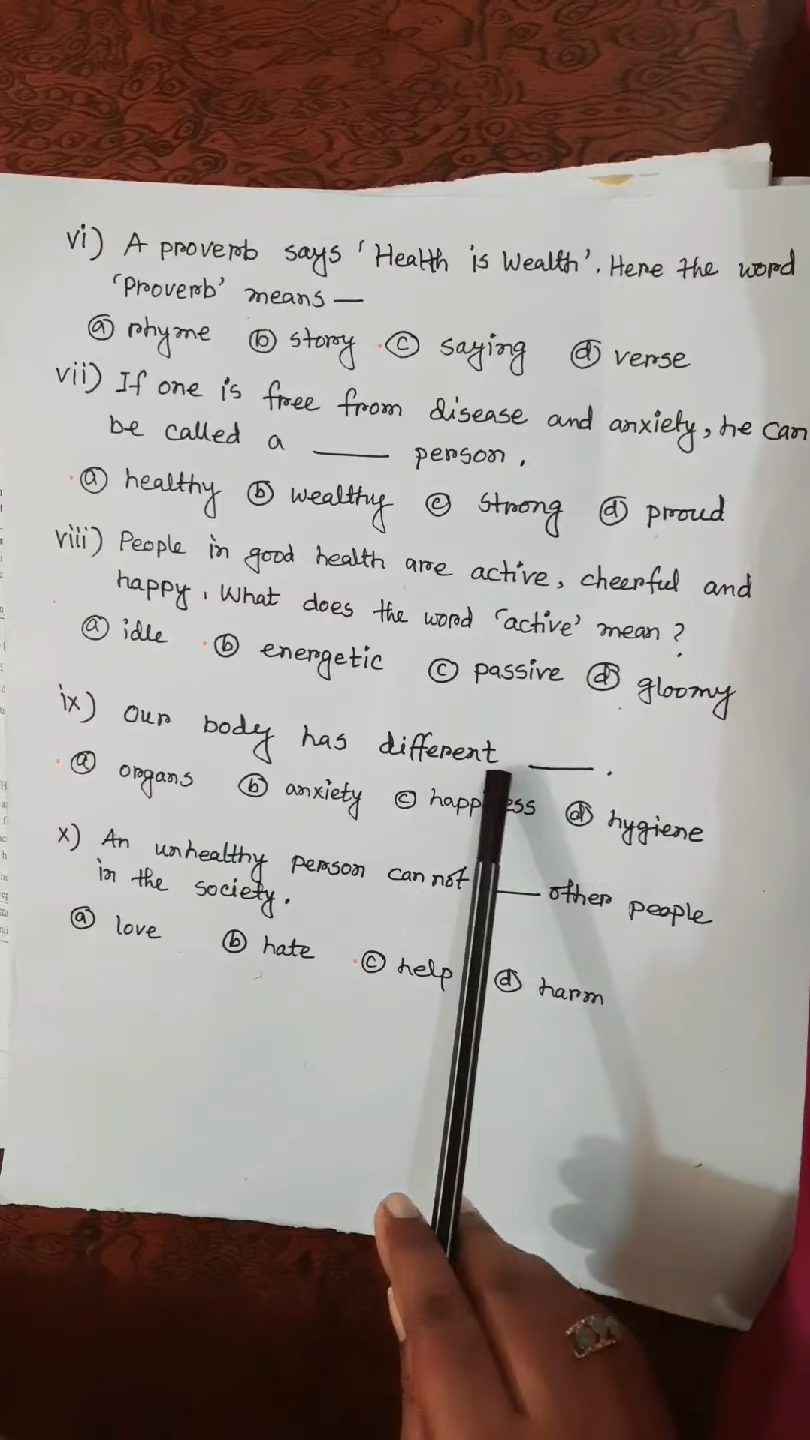 vi) A proverb says 'Health is Wealth'. Here the word
'Proverb' means —
ⓐ rhyme ⓑ story ⓒ saying ⓓ verse
vii) If one is free from disease and anxiety, he can
be called a ____ person.
ⓐ healthy ⓑ wealthy ⓒ strong ⓓ proud
viii) People in good health are active, cheerful and
happy. What does the word 'active' mean?
ⓐ idle ⓑ energetic ⓒ passive ⓓ gloomy
ix) Our body has different ____.
ⓐ organs ⓑ anxiety ⓒ happiness ⓓ hygiene
x) An unhealthy person can not ____ other people
in the society.
ⓐ love ⓑ hate ⓒ help ⓓ harm